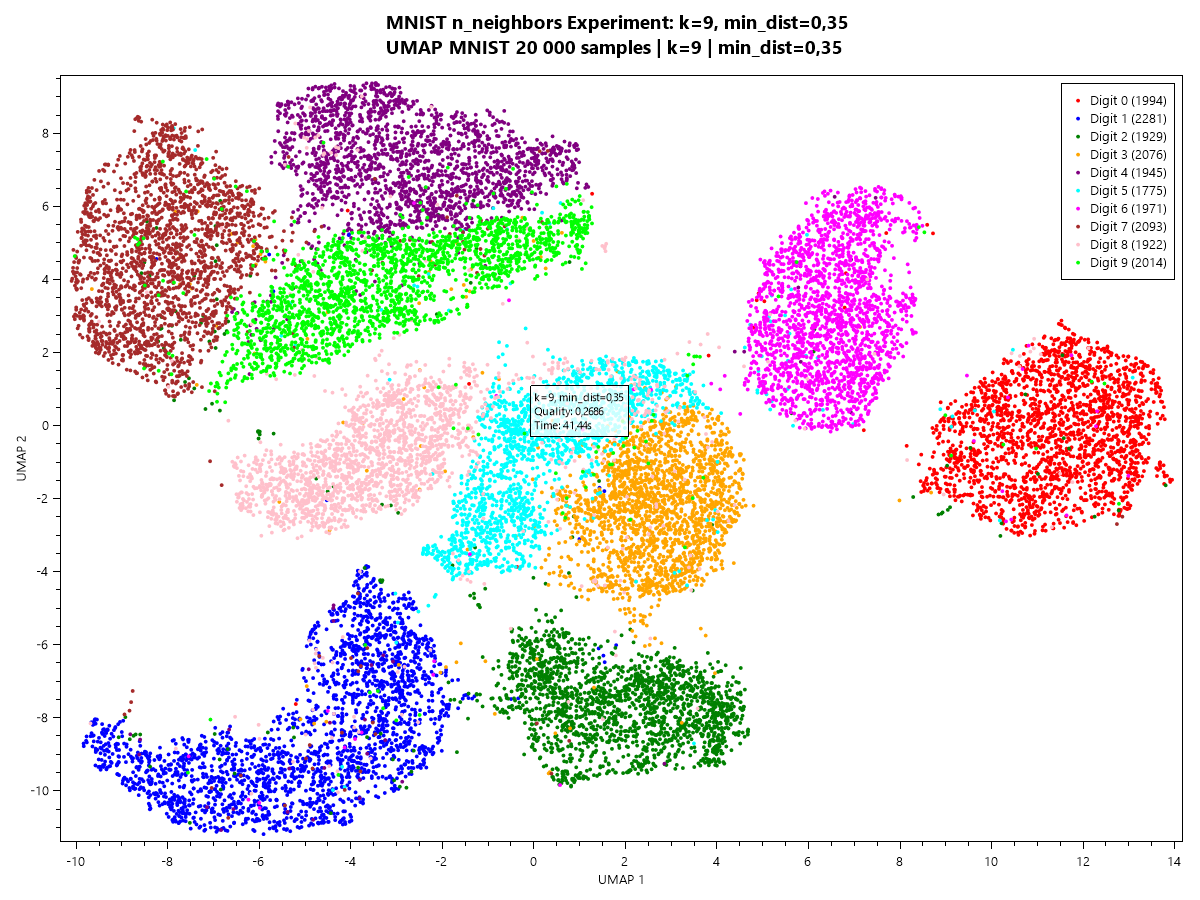 MNIST n_neighbors Experiment: k=9, min_dist=0,35
UMAP MNIST 20 000 samples | k=9 | min_dist=0,35
Digit 0 (1994)
Digit 1 (2281)
Digit 2 (1929)
Digit 3 (2076)
Digit 4 (1945)
Digit 5 (1775)
Digit 6 (1971)
Digit 7 (2093)
Digit 8 (1922)
Digit 9 (2014)
k=9, min_dist=0,35
Quality: 0,2686
Time: 41,44s
UMAP 2
8
6
4
2
0
-2
-4
-6
-8
-10
-10 -8 -6 -4 -2 0 2 4 6 8 10 12 14
UMAP 1